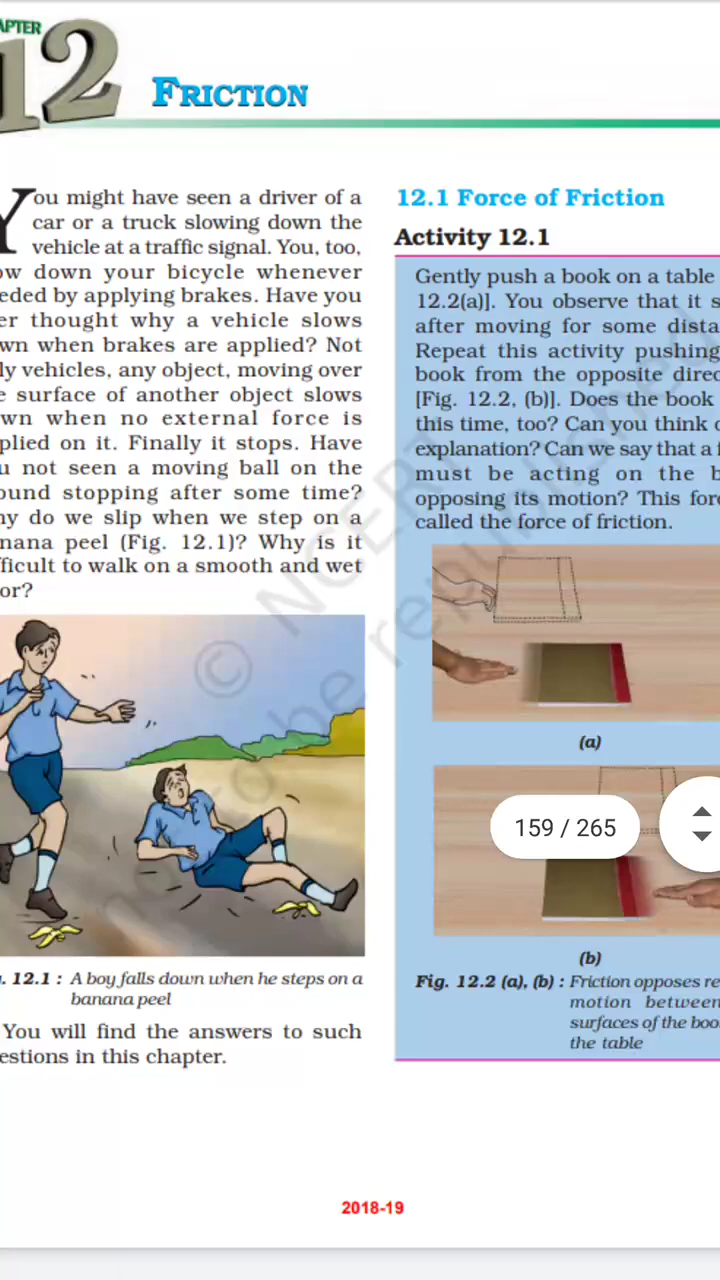 APTER
12
FRICTION
You might have seen a driver of a
car or a truck slowing down the
vehicle at a traffic signal. You, too,
ow down your bicycle whenever
eded by applying brakes. Have you
er thought why a vehicle slows
wn when brakes are applied? Not
ly vehicles, any object, moving over
e surface of another object slows
wn when no external force is
plied on it. Finally it stops. Have
u not seen a moving ball on the
ound stopping after some time?
hy do we slip when we step on a
nana peel (Fig. 12.1)? Why is it
fficult to walk on a smooth and wet
or?
. 12.1 : A boy falls down when he steps on a
banana peel
You will find the answers to such
estions in this chapter.
12.1 Force of Friction
Activity 12.1
Gently push a book on a table
12.2(a)]. You observe that it s
after moving for some dista
Repeat this activity pushing
book from the opposite direc
[Fig. 12.2, (b)]. Does the book
this time, too? Can you think o
explanation? Can we say that a f
must be acting on the b
opposing its motion? This forc
called the force of friction.
(a)
159 / 265
(b)
Fig. 12.2 (a), (b) : Friction opposes re
motion between
surfaces of the boo
the table
© NCERT
not to be republished
2018-19